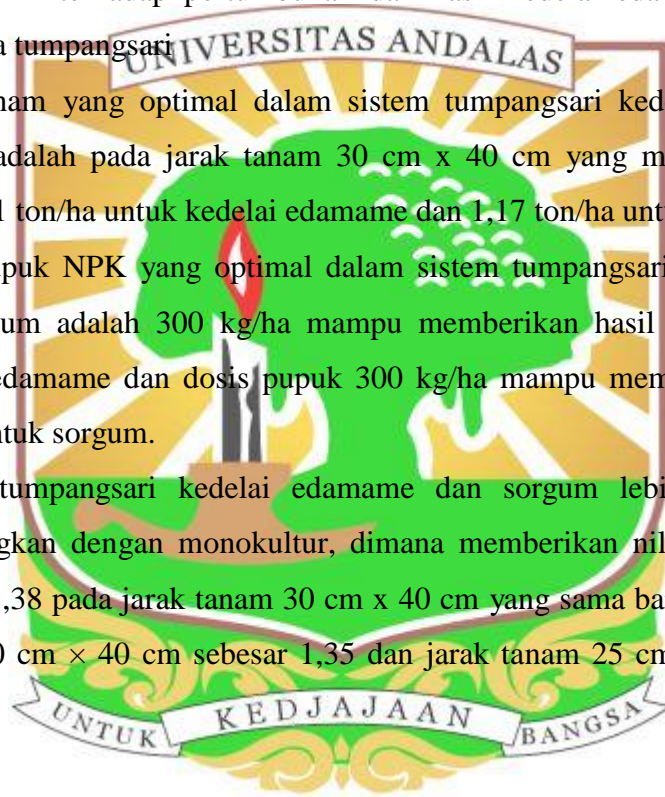 a tumpangsari
UNIVERSITAS ANDALAS
nam yang optimal dalam sistem tumpangsari ked
adalah pada jarak tanam 30 cm x 40 cm yang m
1 ton/ha untuk kedelai edamame dan 1,17 ton/ha unt
upuk NPK yang optimal dalam sistem tumpangsari
um adalah 300 kg/ha mampu memberikan hasil
edamame dan dosis pupuk 300 kg/ha mampu mem
ntuk sorgum.
tumpangsari kedelai edamame dan sorgum lebi
gkan dengan monokultur, dimana memberikan nil
,38 pada jarak tanam 30 cm x 40 cm yang sama ba
0 cm × 40 cm sebesar 1,35 dan jarak tanam 25 cm
UNTUK KEDJAJAAN BANGSA